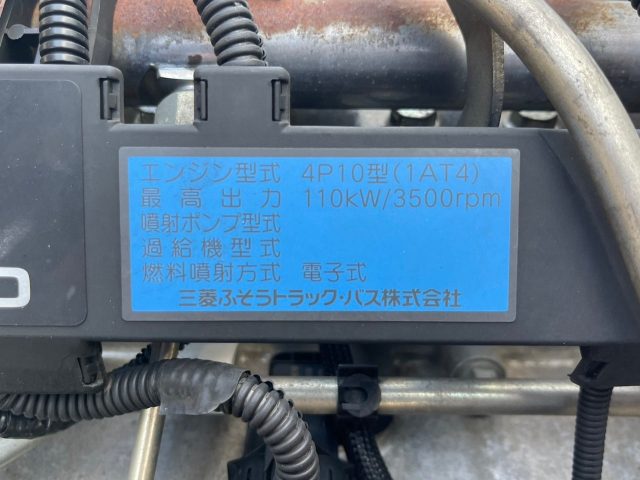 エンジン型式 4P10型(1AT4)
最高出力 110kW/3500rpm
噴射ポンプ型式
過給機型式
燃料噴射方式 電子式
三菱ふそうトラック・バス株式会社